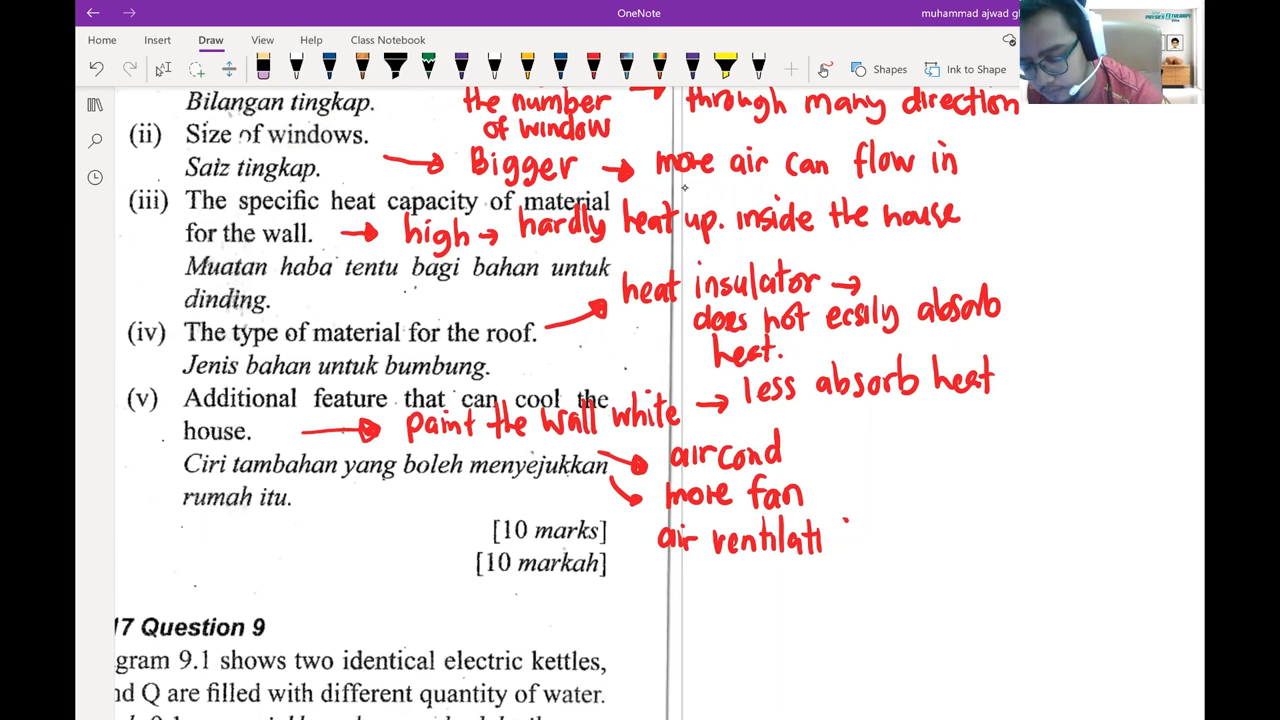 OneNote
muhammad ajwad gh
Home Insert Draw View Help Class Notebook
Shapes Ink to Shape
PHYSICS THERAPY
Bilangan tingkap.
the number
of window
through many direction
(ii) Size of windows.
Saiz tingkap.
Bigger → more air can flow in
(iii) The specific heat capacity of material
for the wall.
high → hardly heat up. inside the house
Muatan haba tentu bagi bahan untuk
dinding.
heat insulator →
does not ecsily absorb
heat.
(iv) The type of material for the roof.
Jenis bahan untuk bumbung.
(v) Additional feature that can cool the
house.
paint the wall white → less absorb heat
Ciri tambahan yang boleh menyejukkan
rumah itu.
aircond
more fan
air ventilati
[10 marks]
[10 markah]
17 Question 9
gram 9.1 shows two identical electric kettles,
nd Q are filled with different quantity of water.